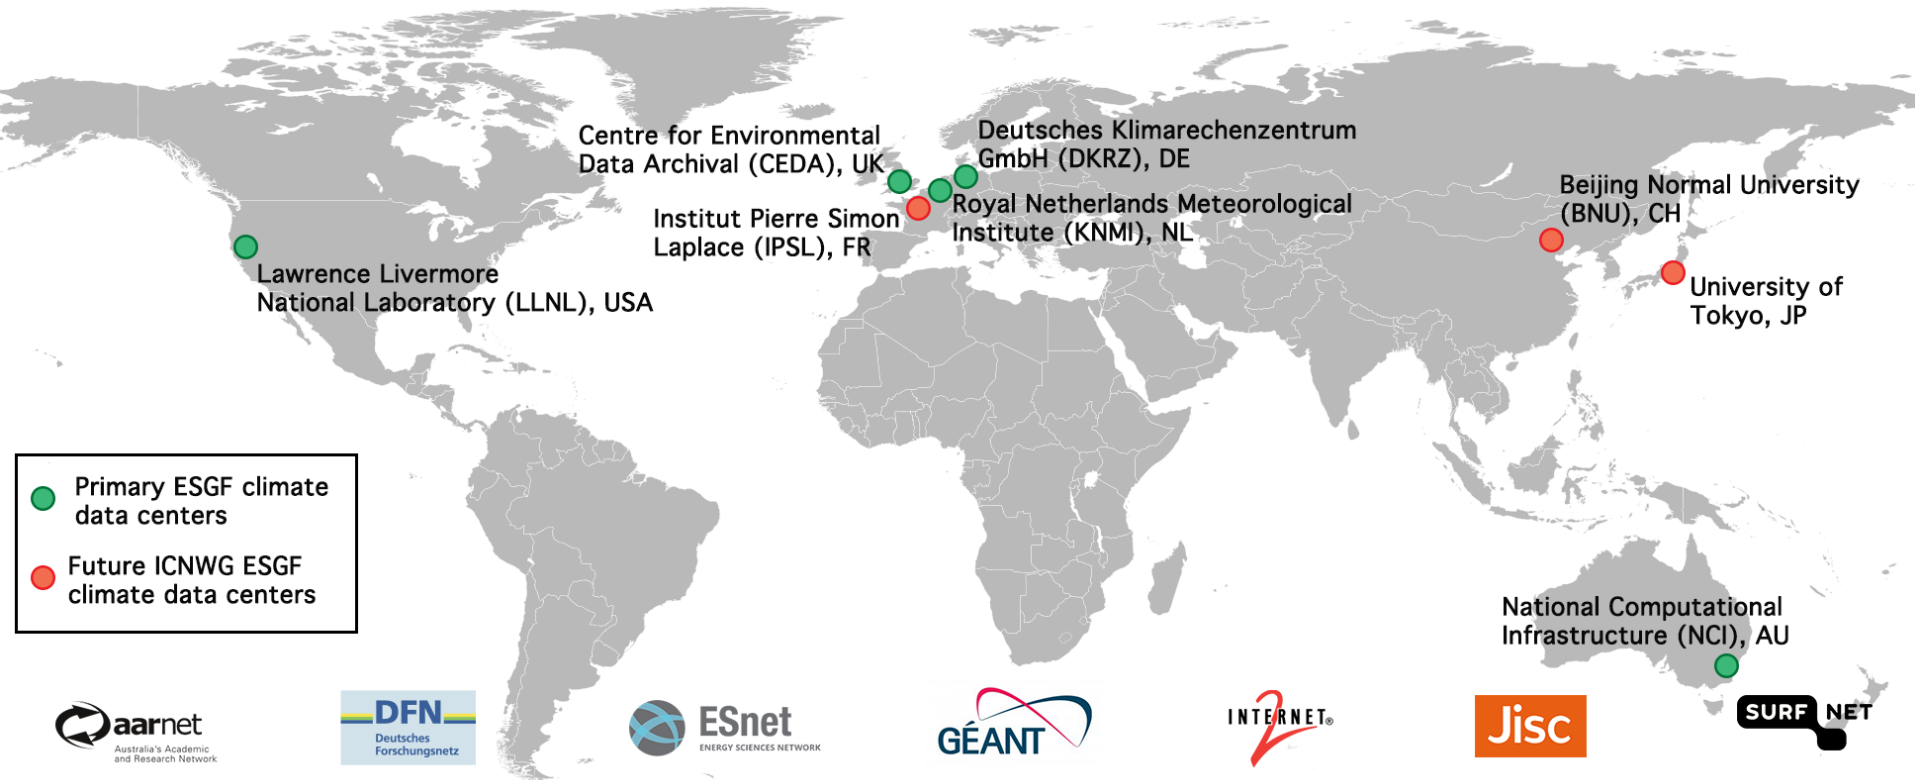 Centre for Environmental
Data Archival (CEDA), UK
Deutsches Klimarechenzentrum
GmbH (DKRZ), DE
Institut Pierre Simon
Laplace (IPSL), FR
Royal Netherlands Meteorological
Institute (KNMI), NL
Beijing Normal University
(BNU), CH
Lawrence Livermore
National Laboratory (LLNL), USA
University of
Tokyo, JP
Primary ESGF climate
data centers
Future ICNWG ESGF
climate data centers
National Computational
Infrastructure (NCI), AU
aarnet
Australia's Academic
and Research Network
DFN
Deutsches
Forschungsnetz
ESnet
ENERGY SCIENCES NETWORK
GÉANT
INTERNET®
2
Jisc
SURF NET